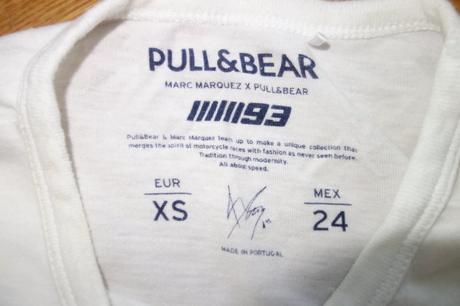 PULL&BEAR
MARC MARQUEZ X PULL&BEAR
93
Pull&Bear & Marc Marquez team up to make a unique collection that
merges the spirit of motorcycle races with fashion as never seen before.
Tradition through modernity.
All about speed.
EUR
XS
MEX
24
MADE IN PORTUGAL